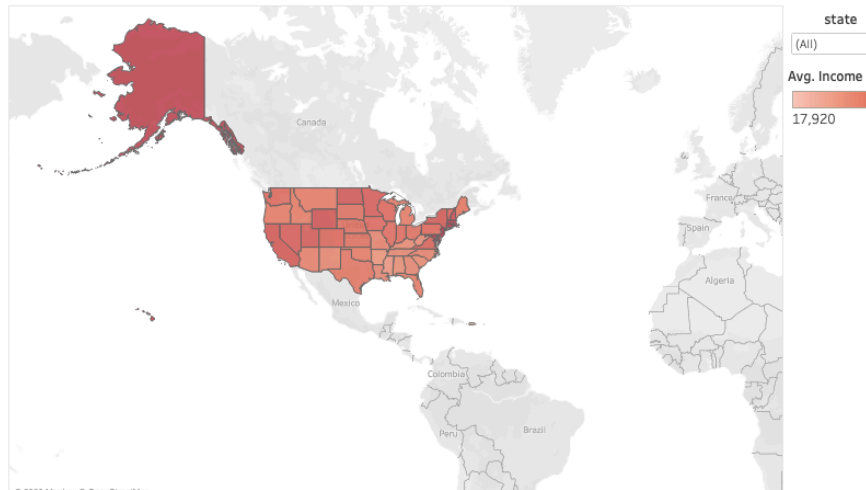 state
(All)
Avg. Income
17,920
Canada
France
Spain
Algeria
Mexico
Colombia
Peru
Brazil